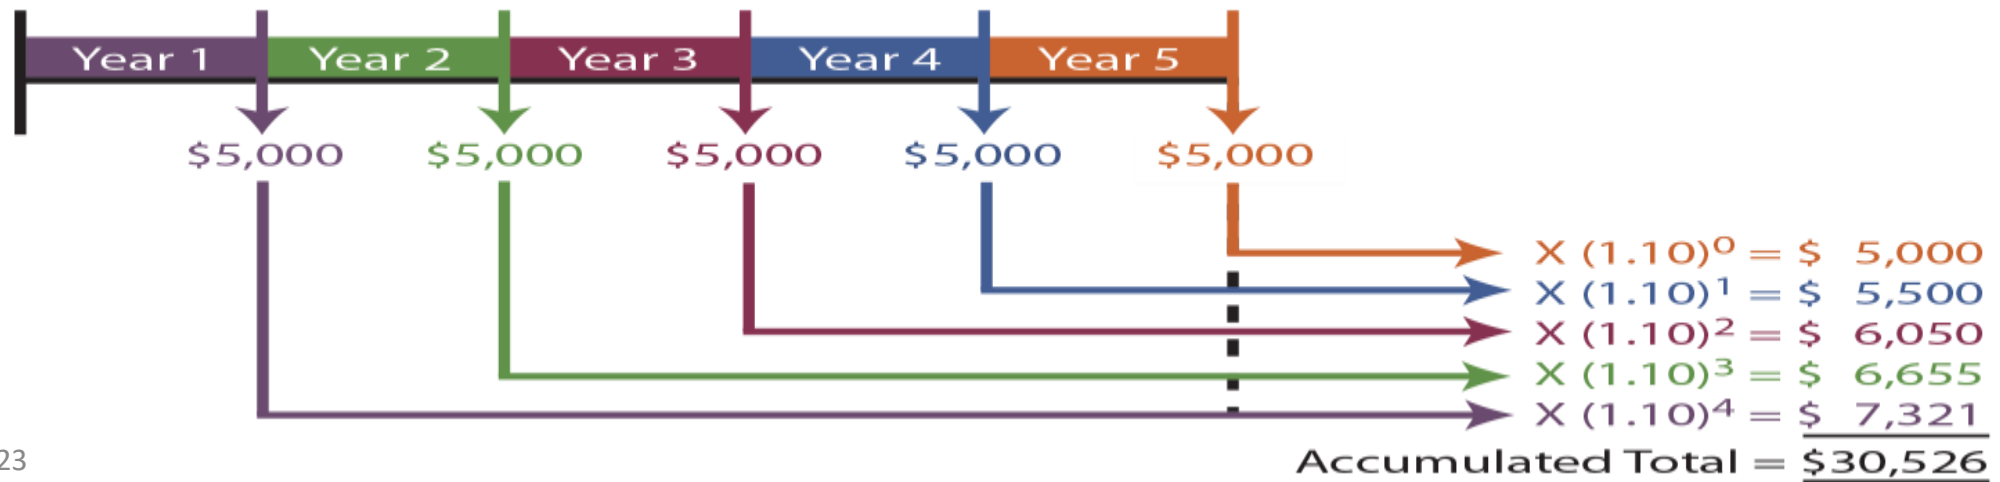 Year 1 Year 2 Year 3 Year 4 Year 5
$5,000 $5,000 $5,000 $5,000 $5,000
X (1.10)⁰ = $ 5,000
X (1.10)¹ = $ 5,500
X (1.10)² = $ 6,050
X (1.10)³ = $ 6,655
X (1.10)⁴ = $ 7,321
23 Accumulated Total = $30,526